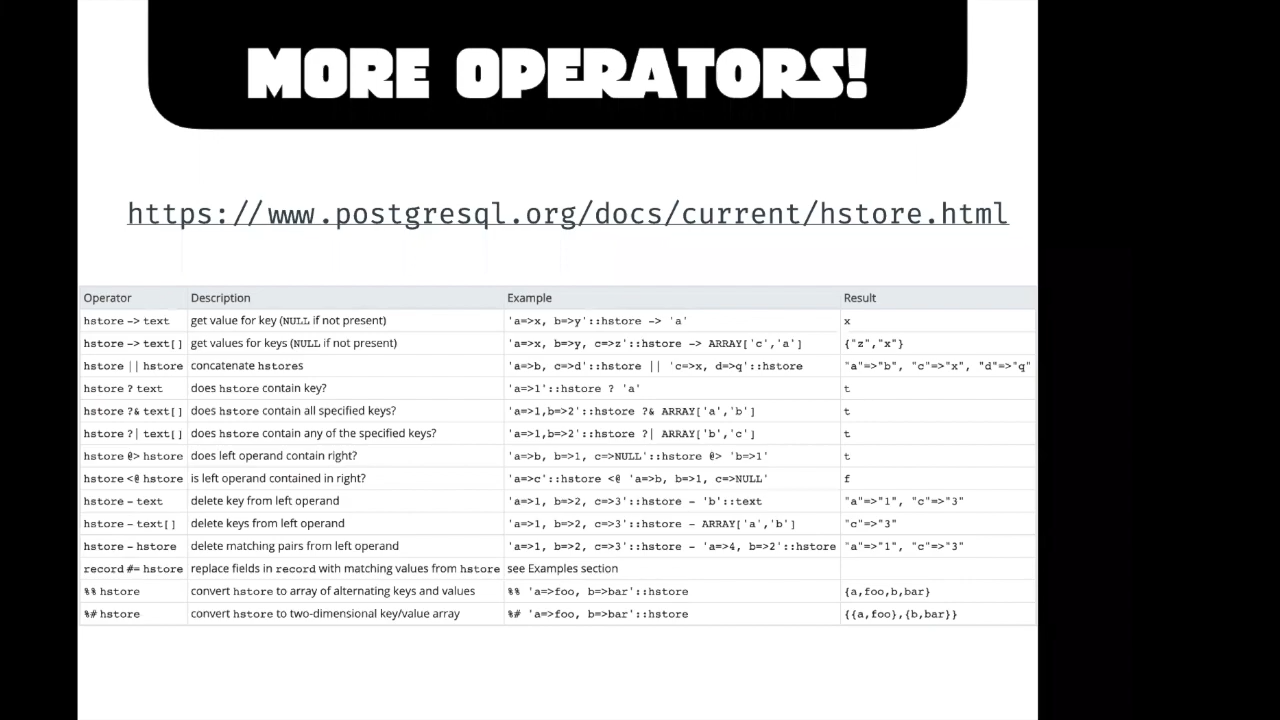 MORE OPERATORS!
https://www.postgresql.org/docs/current/hstore.html
Operator Description Example Result
hstore -> text get value for key (NULL if not present) 'a=>x, b=>y'::hstore -> 'a' x
hstore -> text[] get values for keys (NULL if not present) 'a=>x, b=>y, c=>z'::hstore -> ARRAY['c','a'] {"z","x"}
hstore || hstore concatenate hstores 'a=>b, c=>d'::hstore || 'c=>x, d=>q'::hstore "a"=>"b", "c"=>"x", "d"=>"q"
hstore ? text does hstore contain key? 'a=>1'::hstore ? 'a' t
hstore ?& text[] does hstore contain all specified keys? 'a=>1,b=>2'::hstore ?& ARRAY['a','b'] t
hstore ?| text[] does hstore contain any of the specified keys? 'a=>1,b=>2'::hstore ?| ARRAY['b','c'] t
hstore @> hstore does left operand contain right? 'a=>b, b=>1, c=>NULL'::hstore @> 'b=>1' t
hstore <@ hstore is left operand contained in right? 'a=>c'::hstore <@ 'a=>b, b=>1, c=>NULL' f
hstore - text delete key from left operand 'a=>1, b=>2, c=>3'::hstore - 'b'::text "a"=>"1", "c"=>"3"
hstore - text[] delete keys from left operand 'a=>1, b=>2, c=>3'::hstore - ARRAY['a','b'] "c"=>"3"
hstore - hstore delete matching pairs from left operand 'a=>1, b=>2, c=>3'::hstore - 'a=>4, b=>2'::hstore "a"=>"1", "c"=>"3"
record #= hstore replace fields in record with matching values from hstore see Examples section
%% hstore convert hstore to array of alternating keys and values %% 'a=>foo, b=>bar'::hstore {a,foo,b,bar}
%# hstore convert hstore to two-dimensional key/value array %# 'a=>foo, b=>bar'::hstore {{a,foo},{b,bar}}